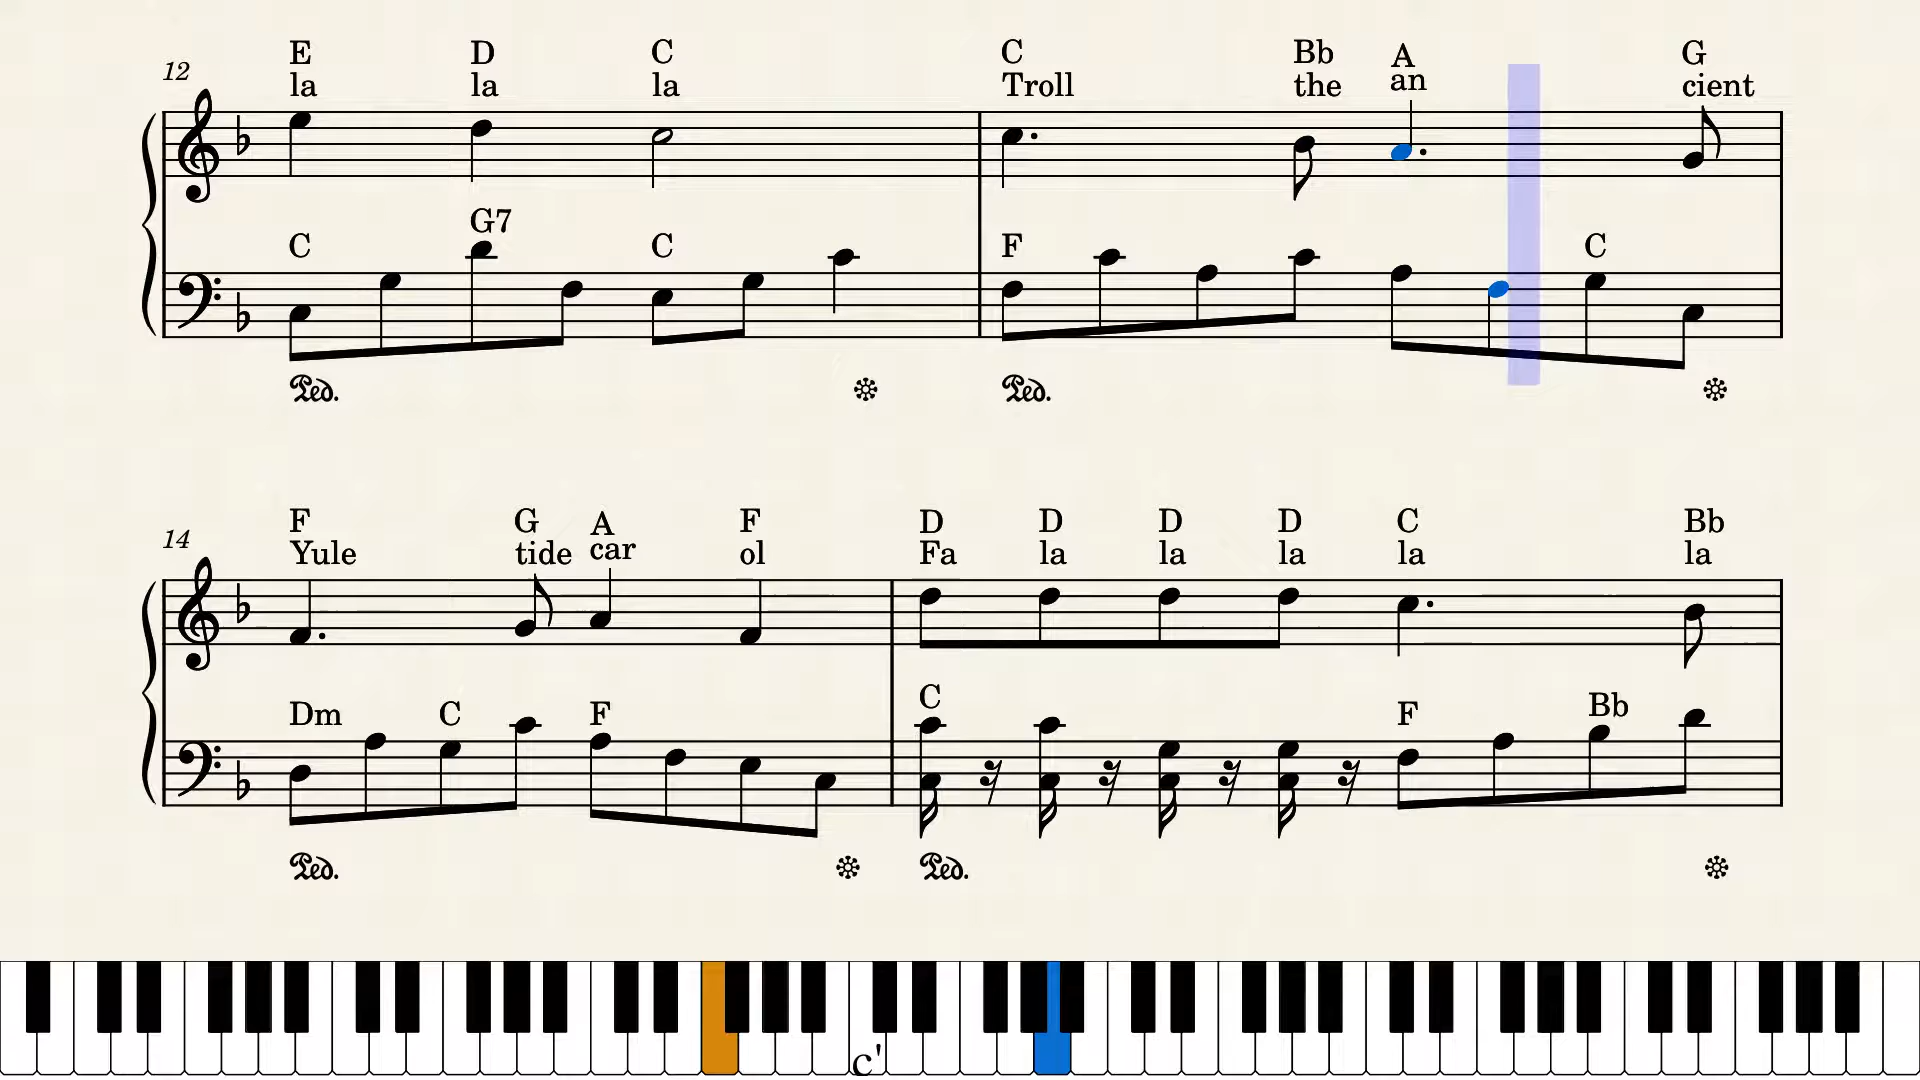 E D C C Bb A G
12 la la la Troll the an cient
G7
C C F C
Ped. Ped.
F G A F D D D D C Bb
14 Yule tide car ol Fa la la la la la
Dm C F C F Bb
Ped. Ped.
c'